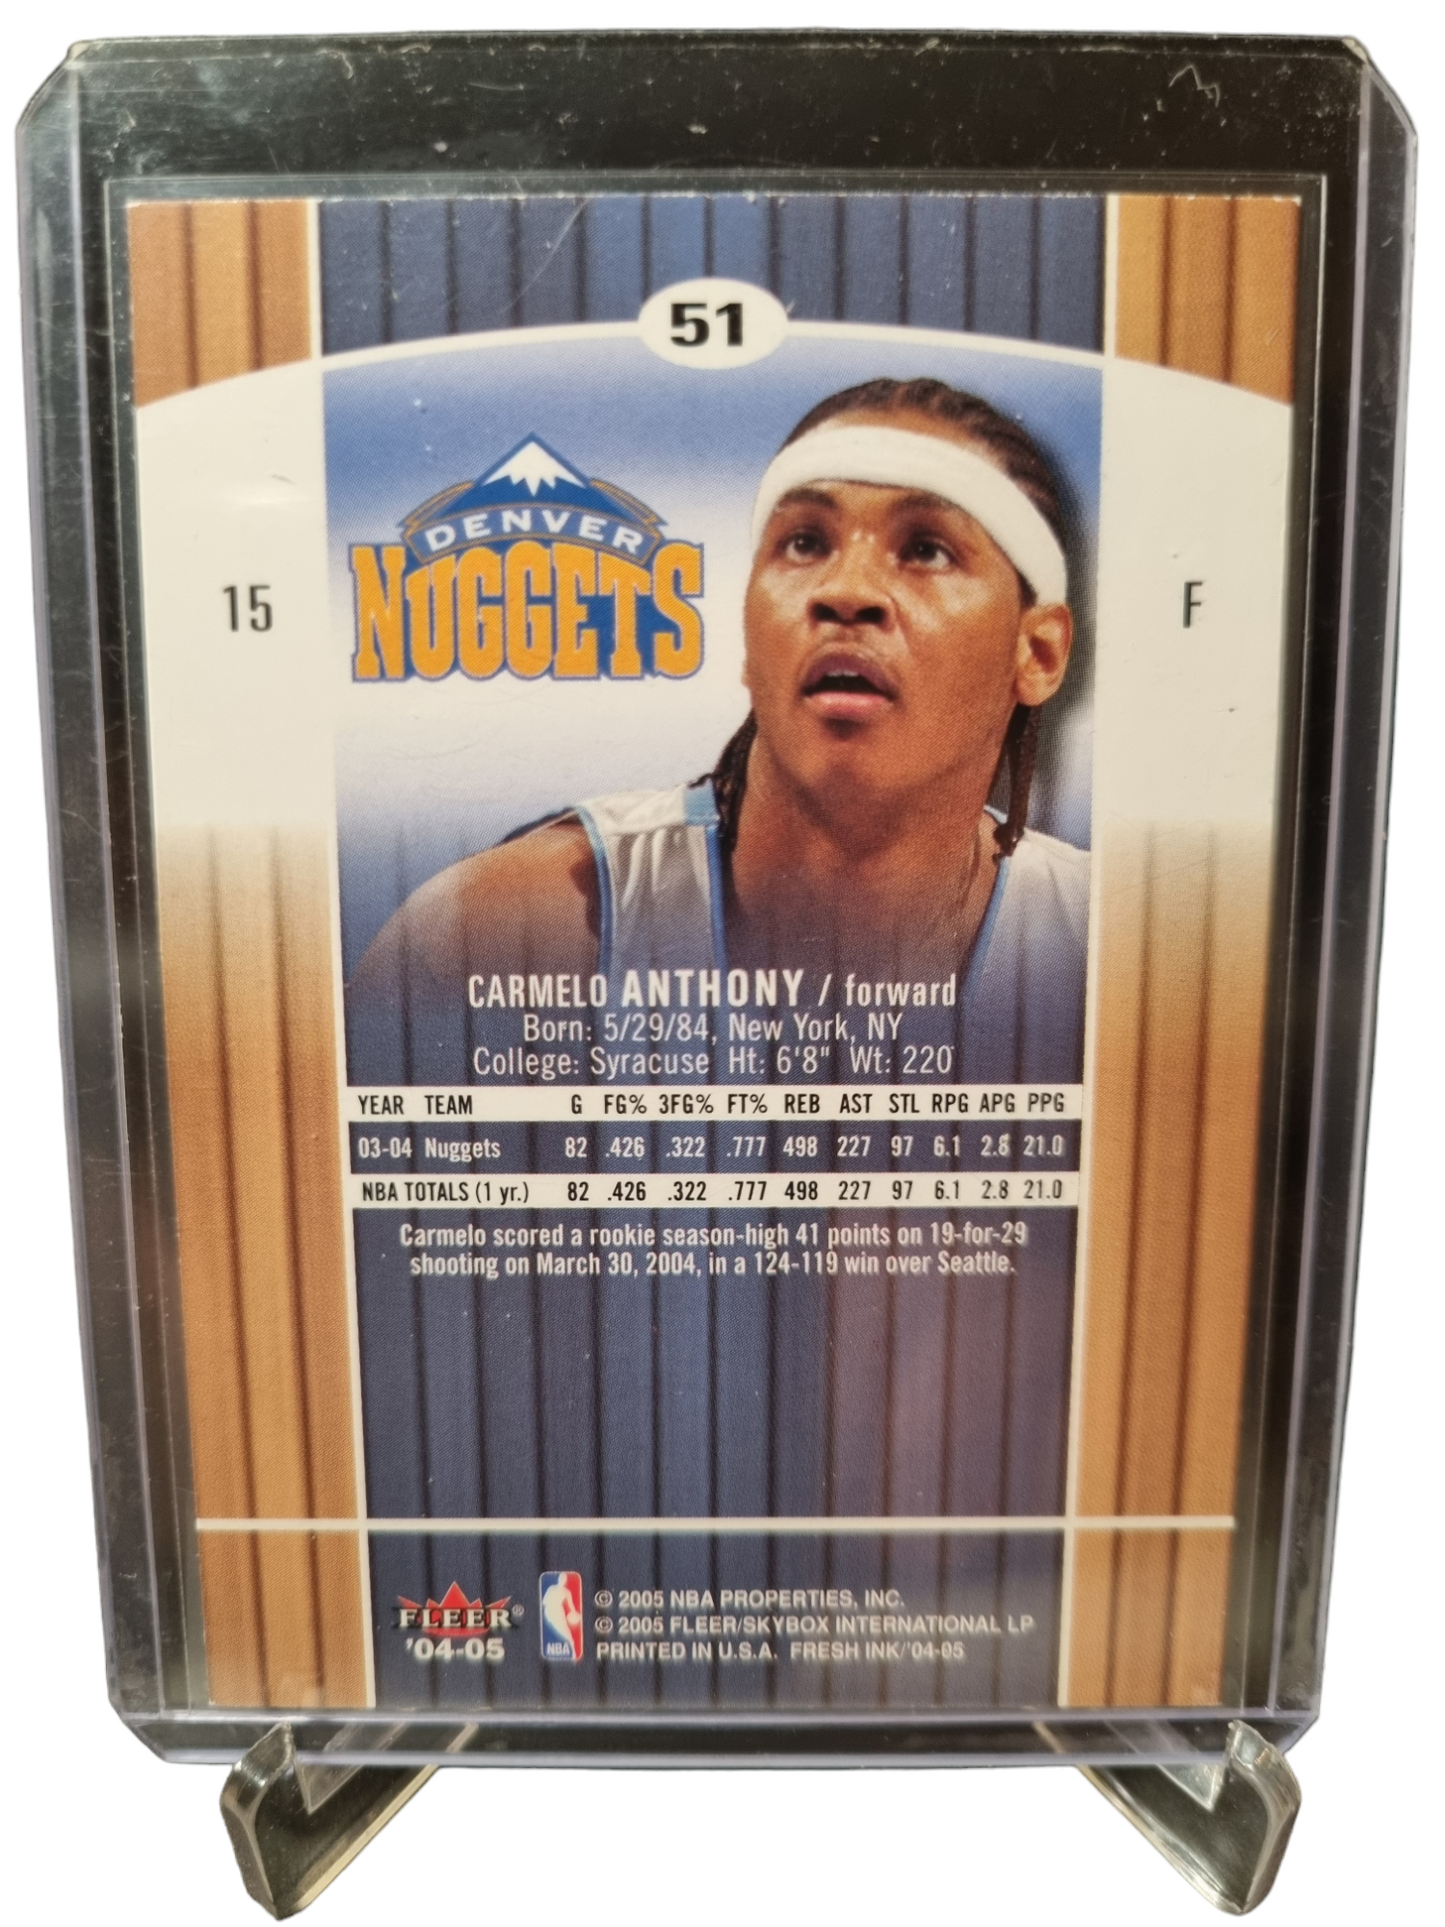 51
DENVER
NUGGETS
15
F
CARMELO ANTHONY / forward
Born: 5/29/84, New York, NY
College: Syracuse Ht: 6'8" Wt: 220
YEAR TEAM G FG% 3FG% FT% REB AST STL RPG APG PPG
03-04 Nuggets 82 .426 .322 .777 498 227 97 6.1 2.8 21.0
NBA TOTALS (1 yr.) 82 .426 .322 .777 498 227 97 6.1 2.8 21.0
Carmelo scored a rookie season-high 41 points on 19-for-29
shooting on March 30, 2004, in a 124-119 win over Seattle.
FLEER®
'04-05
NBA
© 2005 NBA PROPERTIES, INC.
© 2005 FLEER/SKYBOX INTERNATIONAL LP
PRINTED IN U.S.A. FRESH INK/'04-05